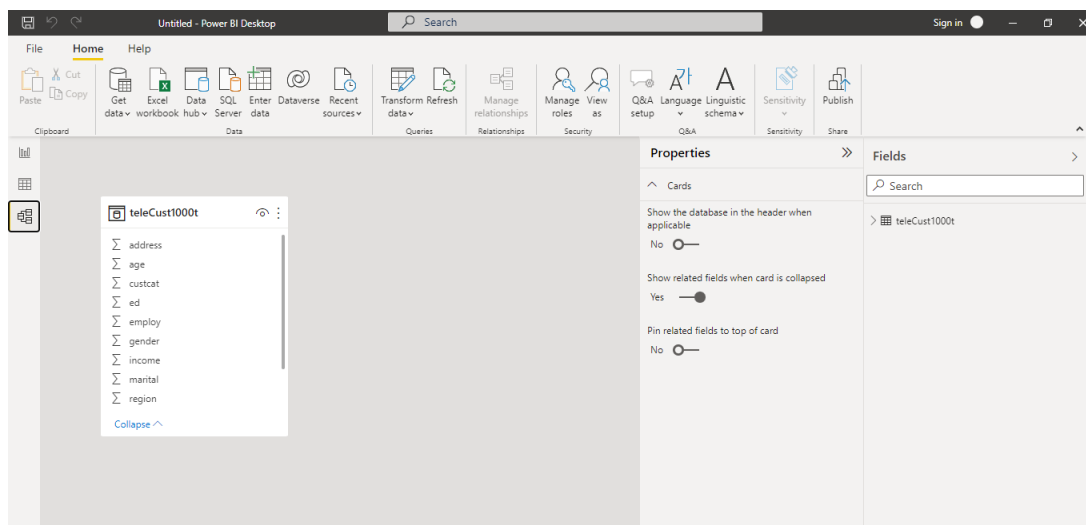 Untitled - Power BI Desktop
Search
Sign in
File Home Help
Paste
Cut
Copy
Get data
Excel workbook
Data hub
SQL Server
Enter data
Dataverse
Recent sources
Transform data
Refresh
Manage relationships
Manage roles
View as
Q&A setup
Language
Linguistic schema
Sensitivity
Publish
Clipboard Data Queries Relationships Security Q&A Sensitivity Share
teleCust1000t
address
age
custcat
ed
employ
gender
income
marital
region
Collapse
Properties
Cards
Show the database in the header when
applicable
No
Show related fields when card is collapsed
Yes
Pin related fields to top of card
No
Fields
Search
teleCust1000t